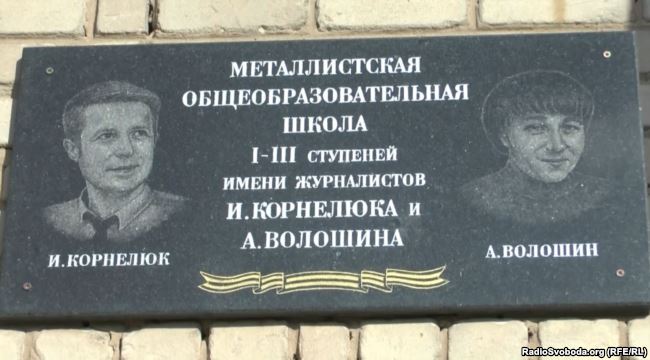 МЕТАЛЛИСТСКАЯ
ОБЩЕОБРАЗОВАТЕЛЬНАЯ
ШКОЛА
I-III СТУПЕНЕЙ
ИМЕНИ ЖУРНАЛИСТОВ
И.КОРНЕЛЮКА И
А.ВОЛОШИНА
И.КОРНЕЛЮК
А.ВОЛОШИН
RadioSvoboda.org (RFE/RL)